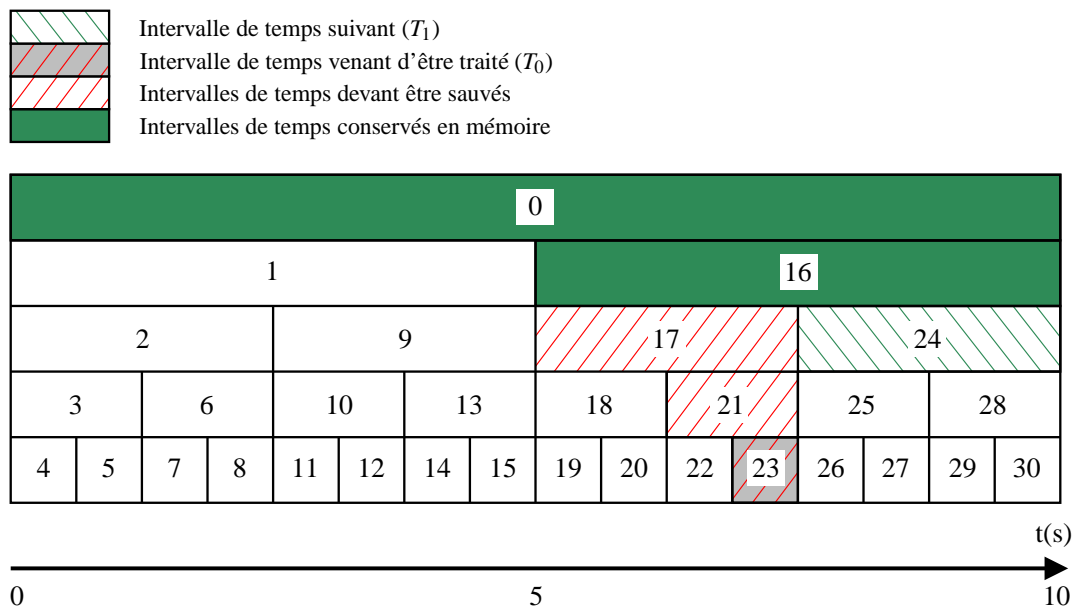 Intervalle de temps suivant (T1)
Intervalle de temps venant d'être traité (T0)
Intervalles de temps devant être sauvés
Intervalles de temps conservés en mémoire
0
1 16
2 9 17 24
3 6 10 13 18 21 25 28
4 5 7 8 11 12 14 15 19 20 22 23 26 27 29 30
t(s)
0 5 10